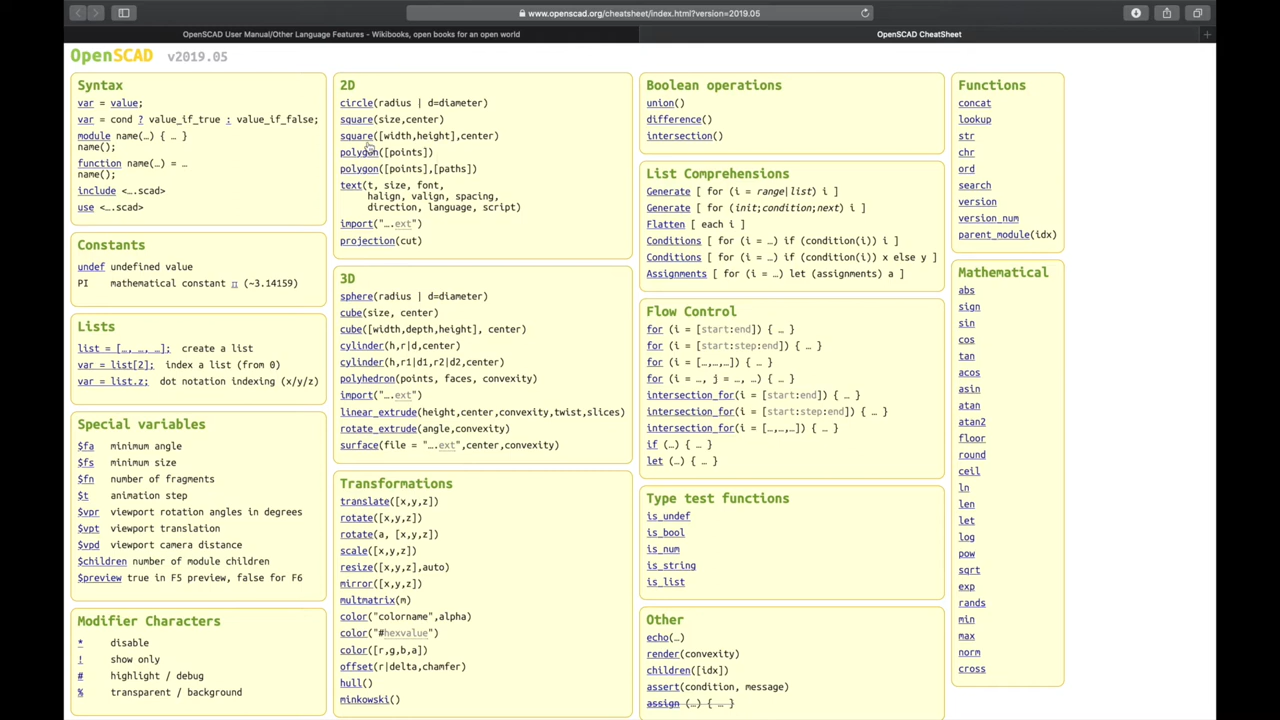 www.openscad.org/cheatsheet/index.html?version=2019.05
OpenSCAD User Manual/Other Language Features - Wikibooks, open books for an open world
OpenSCAD CheatSheet
OpenSCAD v2019.05
Syntax
var = value;
var = cond ? value_if_true : value_if_false;
module name(…) { … }
name();
function name(…) = …
name();
include <….scad>
use <….scad>
Constants
undef undefined value
PI mathematical constant π (~3.14159)
Lists
list = […, …, …]; create a list
var = list[2]; index a list (from 0)
var = list.z; dot notation indexing (x/y/z)
Special variables
$fa minimum angle
$fs minimum size
$fn number of fragments
$t animation step
$vpr viewport rotation angles in degrees
$vpt viewport translation
$vpd viewport camera distance
$children number of module children
$preview true in F5 preview, false for F6
Modifier Characters
* disable
! show only
# highlight / debug
% transparent / background
2D
circle(radius | d=diameter)
square(size,center)
square([width,height],center)
polygon([points])
polygon([points],[paths])
text(t, size, font,
halign, valign, spacing,
direction, language, script)
import("….ext")
projection(cut)
3D
sphere(radius | d=diameter)
cube(size, center)
cube([width,depth,height], center)
cylinder(h,r|d,center)
cylinder(h,r1|d1,r2|d2,center)
polyhedron(points, faces, convexity)
import("….ext")
linear_extrude(height,center,convexity,twist,slices)
rotate_extrude(angle,convexity)
surface(file = "….ext",center,convexity)
Transformations
translate([x,y,z])
rotate([x,y,z])
rotate(a, [x,y,z])
scale([x,y,z])
resize([x,y,z],auto)
mirror([x,y,z])
multmatrix(m)
color("colorname",alpha)
color("#hexvalue")
color([r,g,b,a])
offset(r|delta,chamfer)
hull()
minkowski()
Boolean operations
union()
difference()
intersection()
List Comprehensions
Generate [ for (i = range|list) i ]
Generate [ for (init;condition;next) i ]
Flatten [ each i ]
Conditions [ for (i = …) if (condition(i)) i ]
Conditions [ for (i = …) if (condition(i)) x else y ]
Assignments [ for (i = …) let (assignments) a ]
Flow Control
for (i = [start:end]) { … }
for (i = [start:step:end]) { … }
for (i = […,…,…]) { … }
for (i = …, j = …, …) { … }
intersection_for(i = [start:end]) { … }
intersection_for(i = [start:step:end]) { … }
intersection_for(i = […,…,…]) { … }
if (…) { … }
let (…) { … }
Type test functions
is_undef
is_bool
is_num
is_string
is_list
Other
echo(…)
render(convexity)
children([idx])
assert(condition, message)
assign (…) { … }
Functions
concat
lookup
str
chr
ord
search
version
version_num
parent_module(idx)
Mathematical
abs
sign
sin
cos
tan
acos
asin
atan
atan2
floor
round
ceil
ln
len
let
log
pow
sqrt
exp
rands
min
max
norm
cross